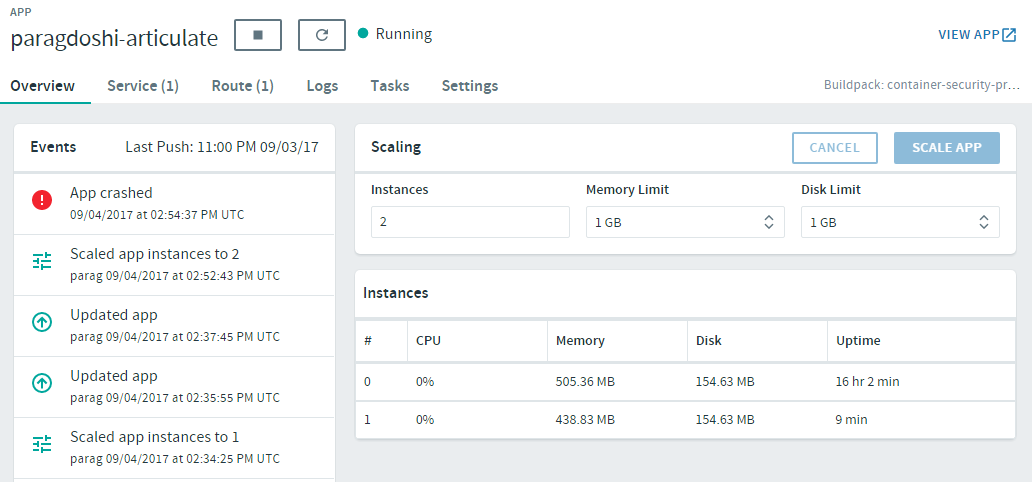 APP
paragdoshi-articulate
Running
VIEW APP
Overview Service (1) Route (1) Logs Tasks Settings
Buildpack: container-security-pr...
Events Last Push: 11:00 PM 09/03/17
App crashed
09/04/2017 at 02:54:37 PM UTC
Scaled app instances to 2
parag 09/04/2017 at 02:52:43 PM UTC
Updated app
parag 09/04/2017 at 02:37:45 PM UTC
Updated app
parag 09/04/2017 at 02:35:55 PM UTC
Scaled app instances to 1
parag 09/04/2017 at 02:34:25 PM UTC
Scaling CANCEL SCALE APP
Instances Memory Limit Disk Limit
2 1 GB 1 GB
Instances
# CPU Memory Disk Uptime
0 0% 505.36 MB 154.63 MB 16 hr 2 min
1 0% 438.83 MB 154.63 MB 9 min